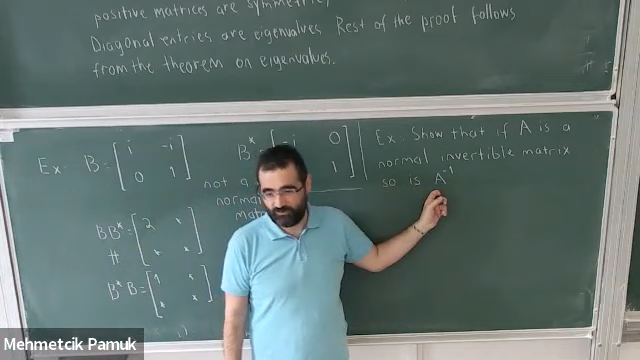 positive matrices are symmetric,
Diagonal entries are eigenvalues. Rest of the proof follows
from the theorem on eigenvalues.
Ex. B = [ i -i
0 1 ]
B* = [ -i 0
1 ]
not a
normal
matrix
BB* = [ 2
≠
B*B = [ 1
Ex. Show that if A is a
normal invertible matrix
so is A⁻¹
Mehmetcik Pamuk